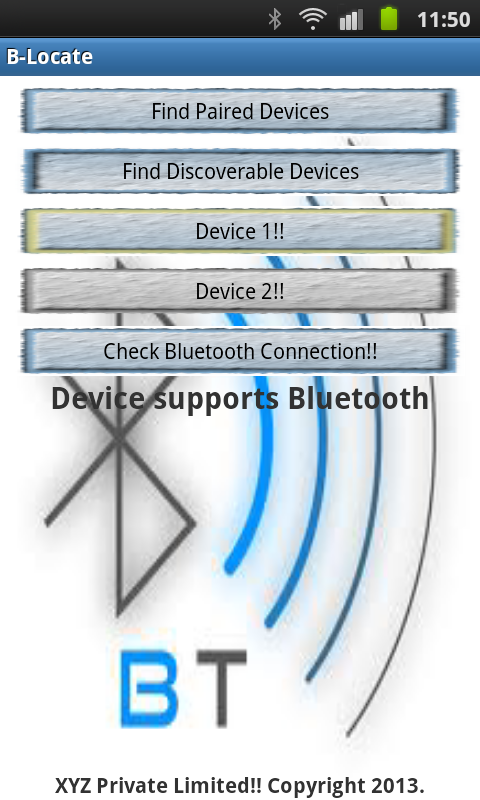 11:50
B-Locate
Find Paired Devices
Find Discoverable Devices
Device 1!!
Device 2!!
Check Bluetooth Connection!!
Device supports Bluetooth
BT
XYZ Private Limited!! Copyright 2013.